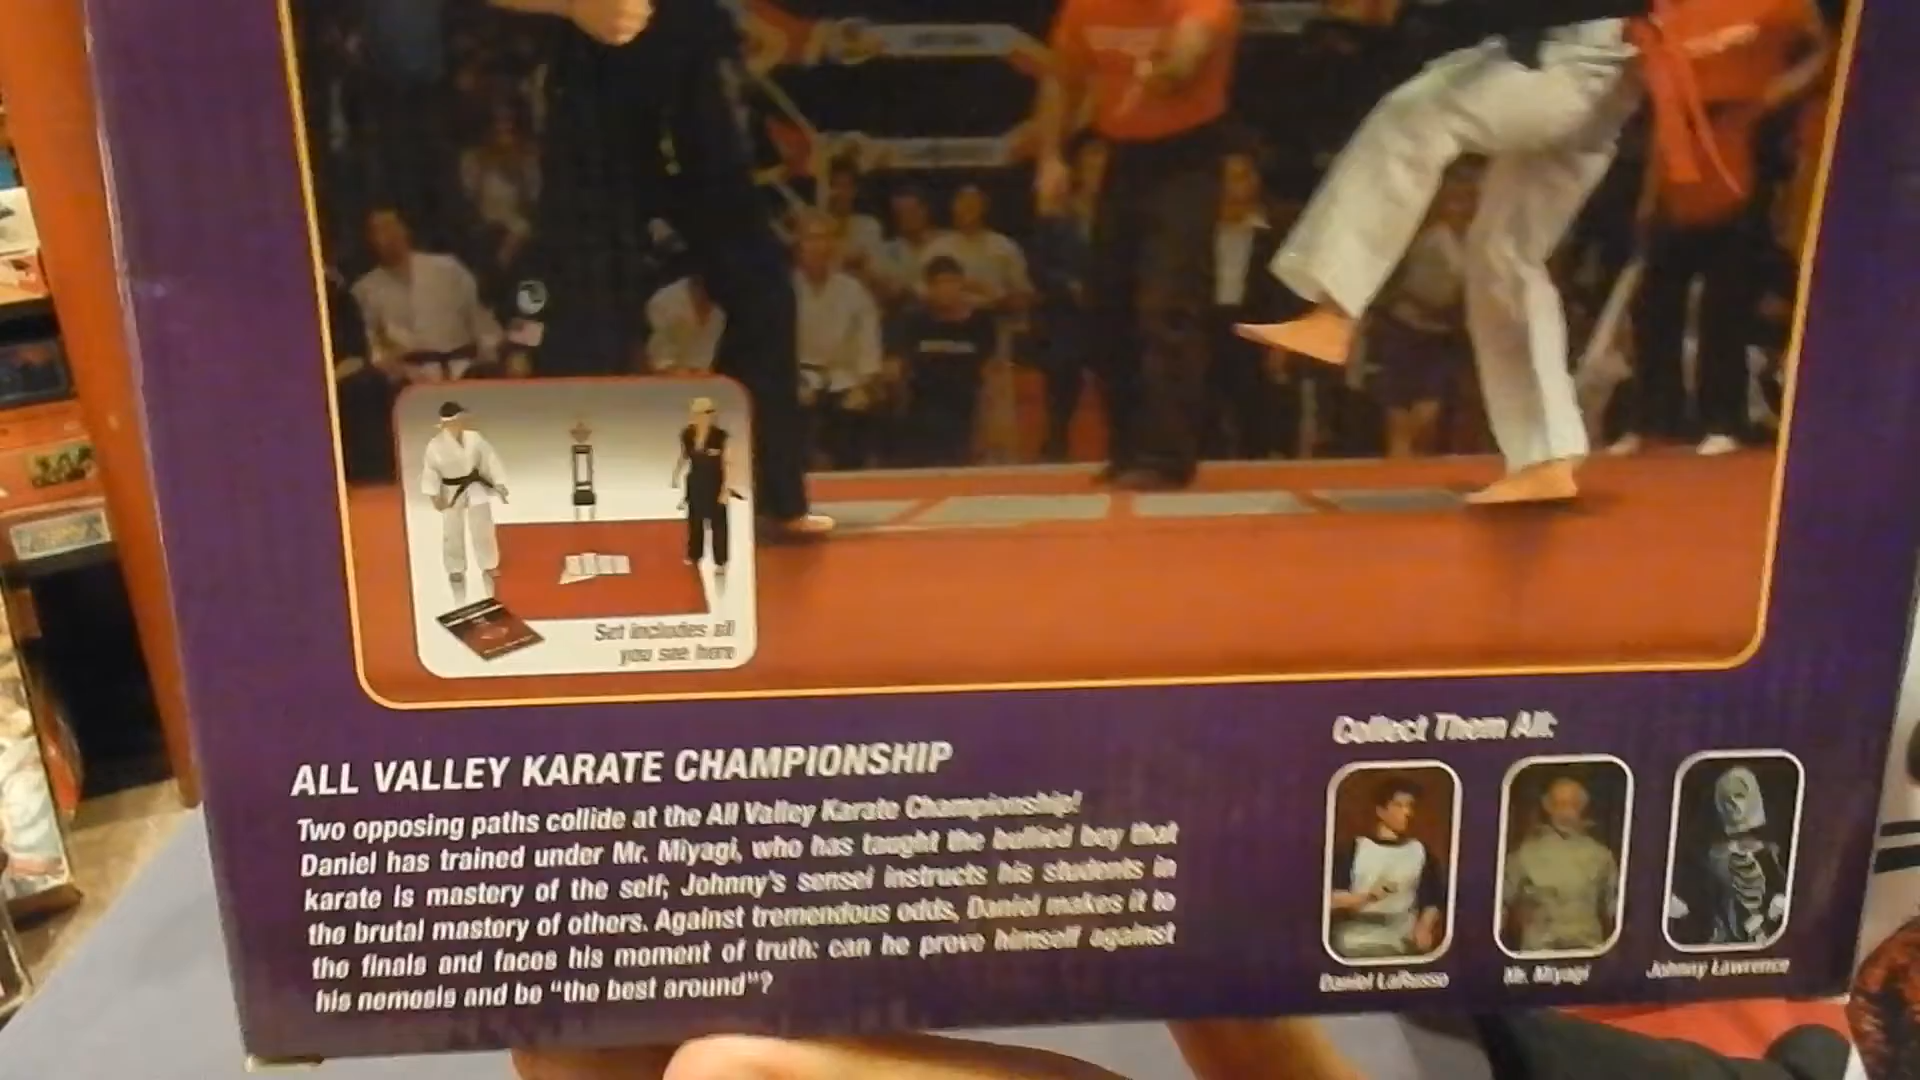 Set includes all
you see here
ALL VALLEY KARATE CHAMPIONSHIP
Two opposing paths collide at the All Valley Karate Championship!
Daniel has trained under Mr. Miyagi, who has taught the bullied boy that
karate is mastery of the self; Johnny's sensei instructs his students in
the brutal mastery of others. Against tremendous odds, Daniel makes it to
the finals and faces his moment of truth: can he prove himself against
his nemesis and be "the best around"?
Collect Them All:
Daniel LaRusso
Mr. Miyagi
Johnny Lawrence